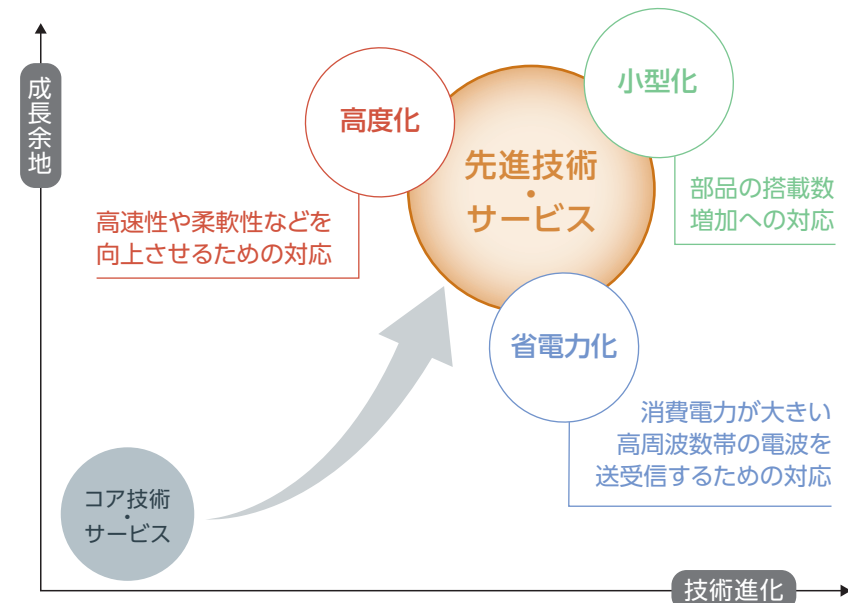 成長余地
高度化
小型化
先進技術
・
サービス
部品の搭載数
増加への対応
高速性や柔軟性などを
向上させるための対応
省電力化
消費電力が大きい
高周波数帯の電波を
送受信するための対応
コア技術
・
サービス
技術進化